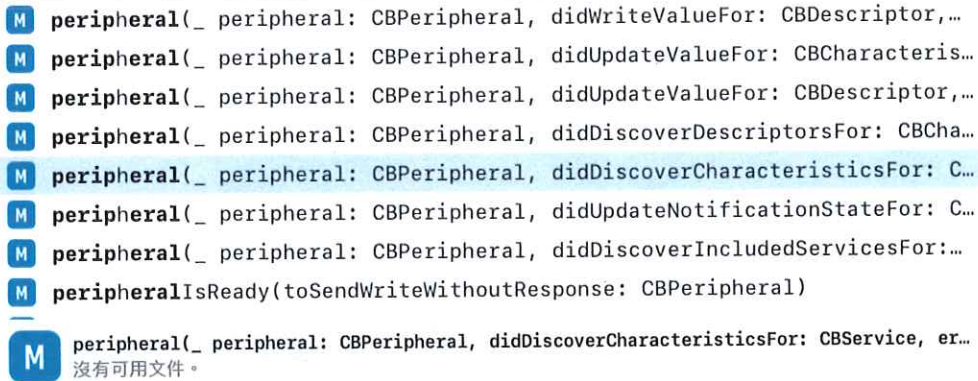 M peripheral(_ peripheral: CBPeripheral, didWriteValueFor: CBDescriptor,…
M peripheral(_ peripheral: CBPeripheral, didUpdateValueFor: CBCharacteris…
M peripheral(_ peripheral: CBPeripheral, didUpdateValueFor: CBDescriptor,…
M peripheral(_ peripheral: CBPeripheral, didDiscoverDescriptorsFor: CBCha…
M peripheral(_ peripheral: CBPeripheral, didDiscoverCharacteristicsFor: C…
M peripheral(_ peripheral: CBPeripheral, didUpdateNotificationStateFor: C…
M peripheral(_ peripheral: CBPeripheral, didDiscoverIncludedServicesFor:…
M peripheralIsReady(toSendWriteWithoutResponse: CBPeripheral)
M peripheral(_ peripheral: CBPeripheral, didDiscoverCharacteristicsFor: CBService, er…
沒有可用文件。